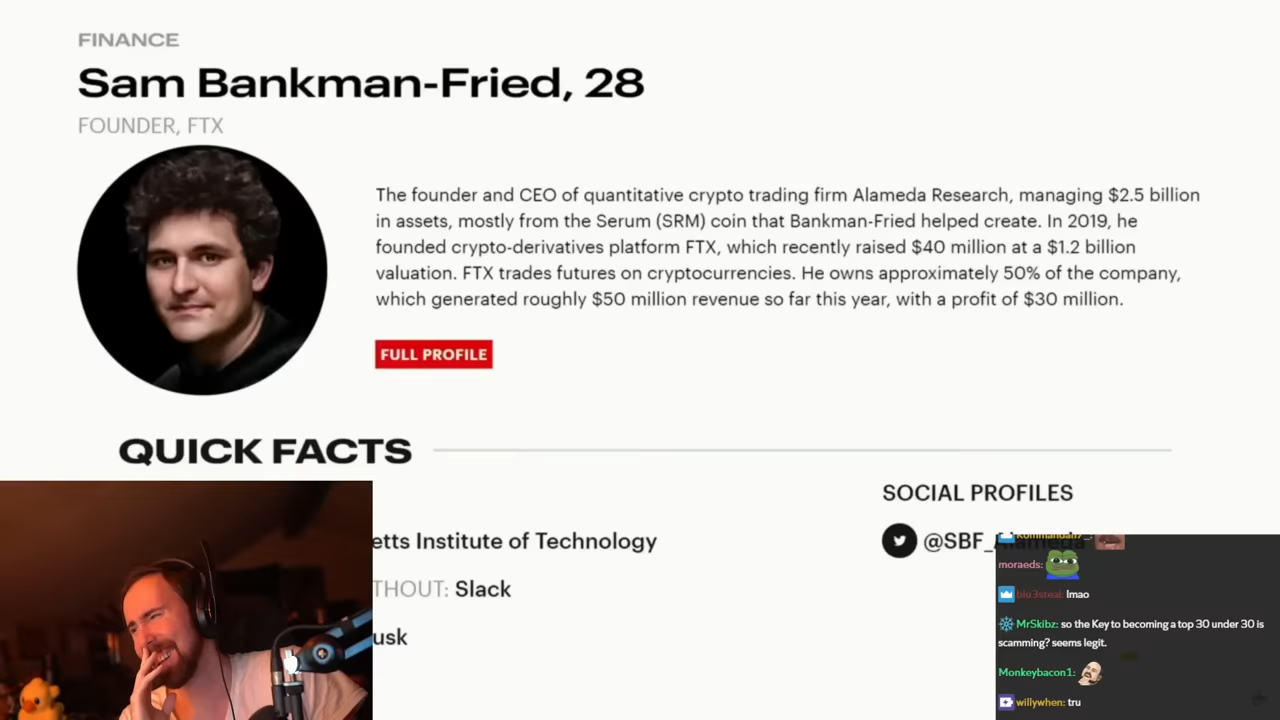 FINANCE
Sam Bankman-Fried, 28
FOUNDER, FTX
The founder and CEO of quantitative crypto trading firm Alameda Research, managing $2.5 billion
in assets, mostly from the Serum (SRM) coin that Bankman-Fried helped create. In 2019, he
founded crypto-derivatives platform FTX, which recently raised $40 million at a $1.2 billion
valuation. FTX trades futures on cryptocurrencies. He owns approximately 50% of the company,
which generated roughly $50 million revenue so far this year, with a profit of $30 million.
FULL PROFILE
QUICK FACTS
etts Institute of Technology
THOUT: Slack
usk
SOCIAL PROFILES
@SBF_Alameda
moraeds:
blu3steal: lmao
MrSkibz: so the Key to becoming a top 30 under 30 is
scamming? seems legit.
Monkeybacon1:
willywhen: tru